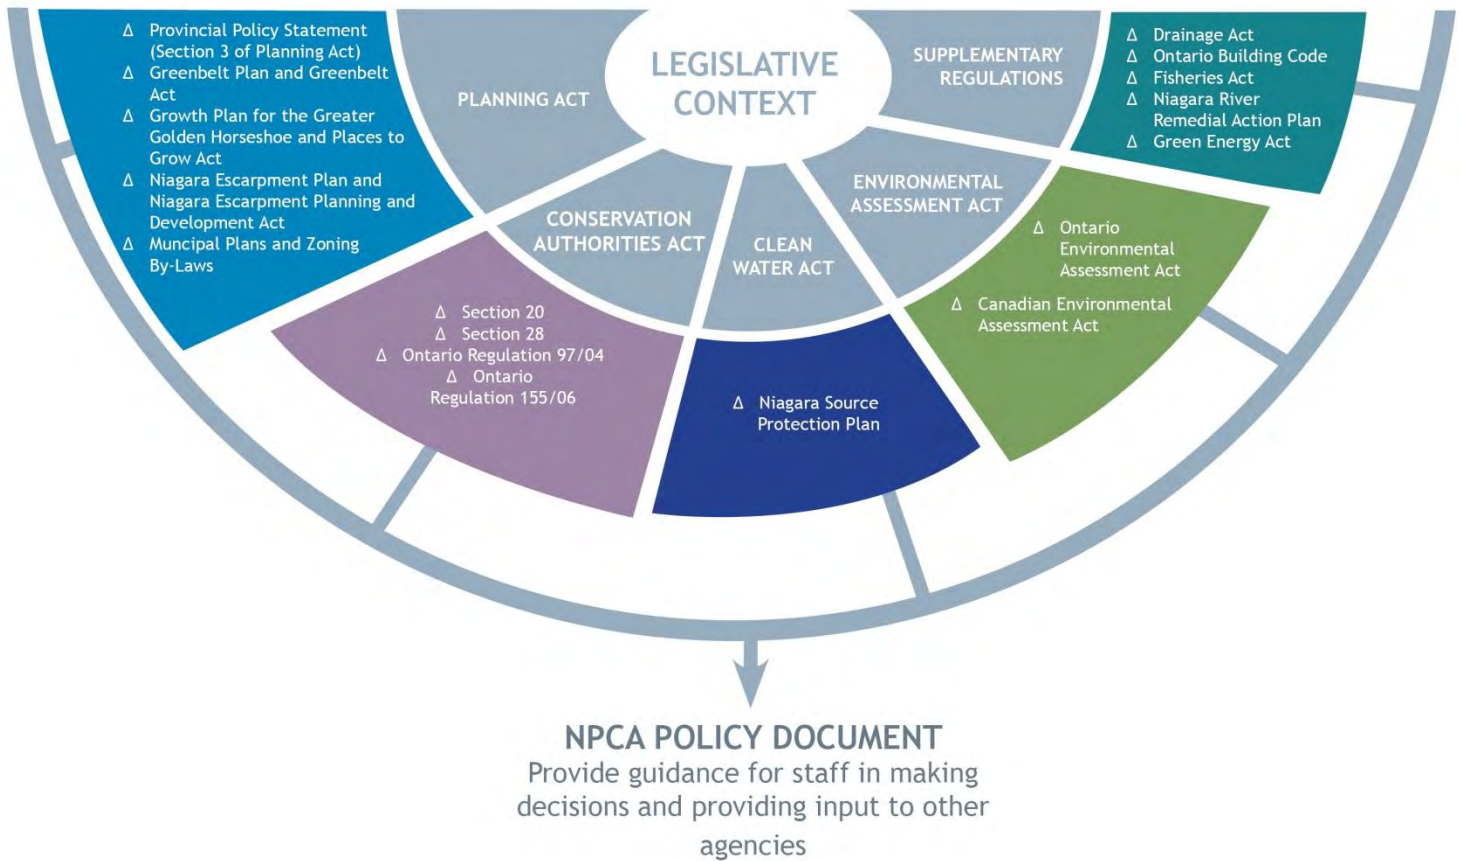 LEGISLATIVE
CONTEXT
PLANNING ACT
Δ Provincial Policy Statement
(Section 3 of Planning Act)
Δ Greenbelt Plan and Greenbelt
Act
Δ Growth Plan for the Greater
Golden Horseshoe and Places to
Grow Act
Δ Niagara Escarpment Plan and
Niagara Escarpment Planning and
Development Act
Δ Muncipal Plans and Zoning
By-Laws
CONSERVATION
AUTHORITIES ACT
Δ Section 20
Δ Section 28
Δ Ontario Regulation 97/04
Δ Ontario
Regulation 155/06
CLEAN
WATER ACT
Δ Niagara Source
Protection Plan
ENVIRONMENTAL
ASSESSMENT ACT
Δ Ontario
Environmental
Assessment Act
Δ Canadian Environmental
Assessment Act
SUPPLEMENTARY
REGULATIONS
Δ Drainage Act
Δ Ontario Building Code
Δ Fisheries Act
Δ Niagara River
Remedial Action Plan
Δ Green Energy Act
NPCA POLICY DOCUMENT
Provide guidance for staff in making
decisions and providing input to other
agencies